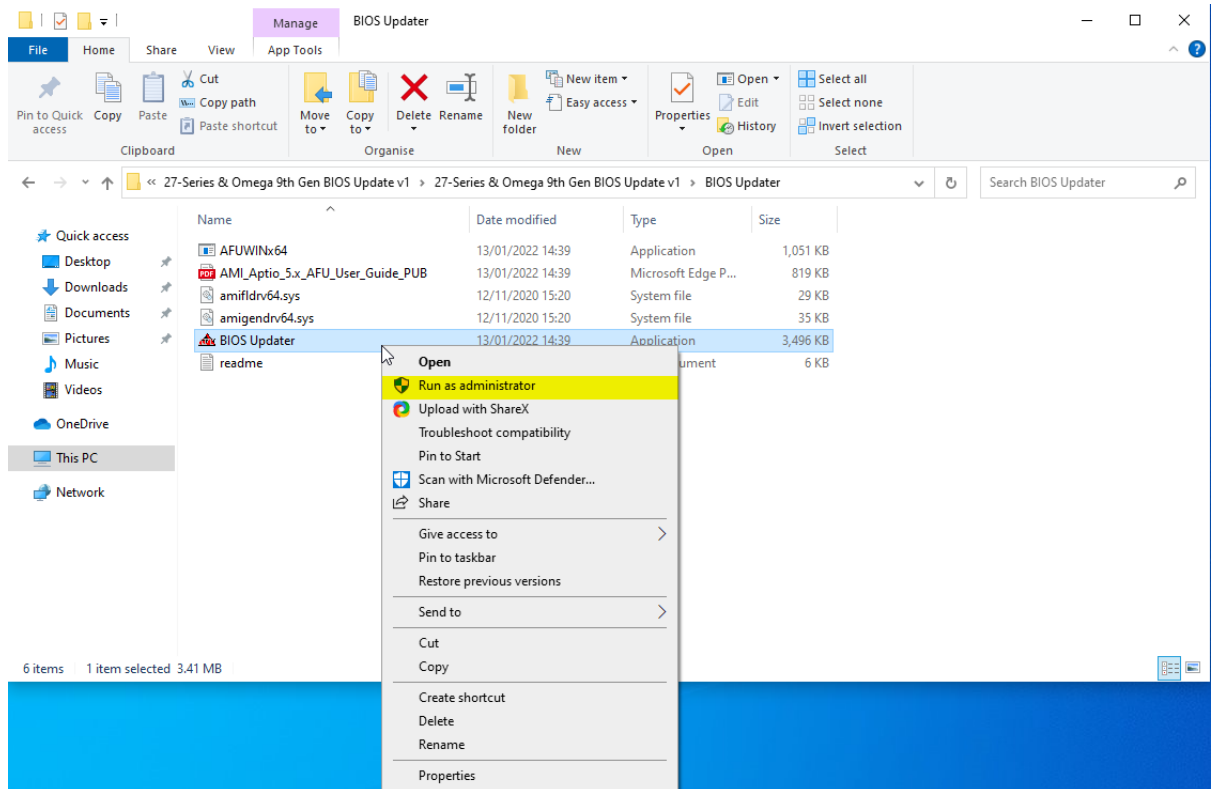 Manage
BIOS Updater
File
Home
Share
View
App Tools
Pin to Quick access
Copy
Paste
Cut
Copy path
Paste shortcut
Clipboard
Move to
Copy to
Delete
Rename
Organise
New folder
New item
Easy access
New
Properties
Open
Edit
History
Open
Select all
Select none
Invert selection
Select
« 27-Series & Omega 9th Gen BIOS Update v1 › 27-Series & Omega 9th Gen BIOS Update v1 › BIOS Updater
Search BIOS Updater
Quick access
Desktop
Downloads
Documents
Pictures
Music
Videos
OneDrive
This PC
Network
Name Date modified Type Size
AFUWINx64 13/01/2022 14:39 Application 1,051 KB
AMI_Aptio_5.x_AFU_User_Guide_PUB 13/01/2022 14:39 Microsoft Edge P... 819 KB
amifldrv64.sys 12/11/2020 15:20 System file 29 KB
amigendrv64.sys 12/11/2020 15:20 System file 35 KB
BIOS Updater 13/01/2022 14:39 Application 3,496 KB
readme ument 6 KB
Open
Run as administrator
Upload with ShareX
Troubleshoot compatibility
Pin to Start
Scan with Microsoft Defender...
Share
Give access to
Pin to taskbar
Restore previous versions
Send to
Cut
Copy
Create shortcut
Delete
Rename
Properties
6 items 1 item selected 3.41 MB